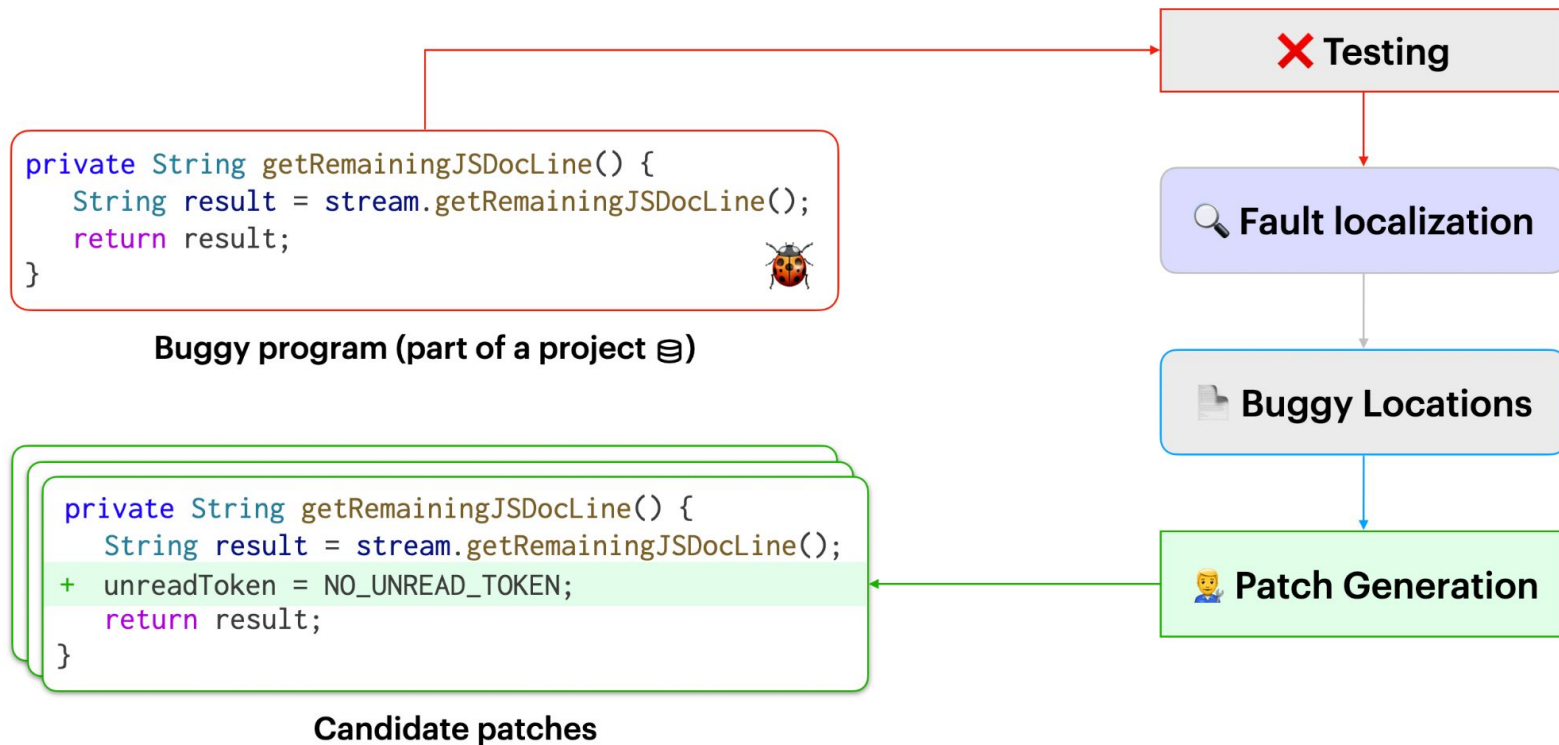 ❌ Testing
private String getRemainingJSDocLine() {
   String result = stream.getRemainingJSDocLine();
   return result;
}
Buggy program (part of a project)
🔍 Fault localization
Buggy Locations
Patch Generation
private String getRemainingJSDocLine() {
   String result = stream.getRemainingJSDocLine();
+  unreadToken = NO_UNREAD_TOKEN;
   return result;
}
Candidate patches